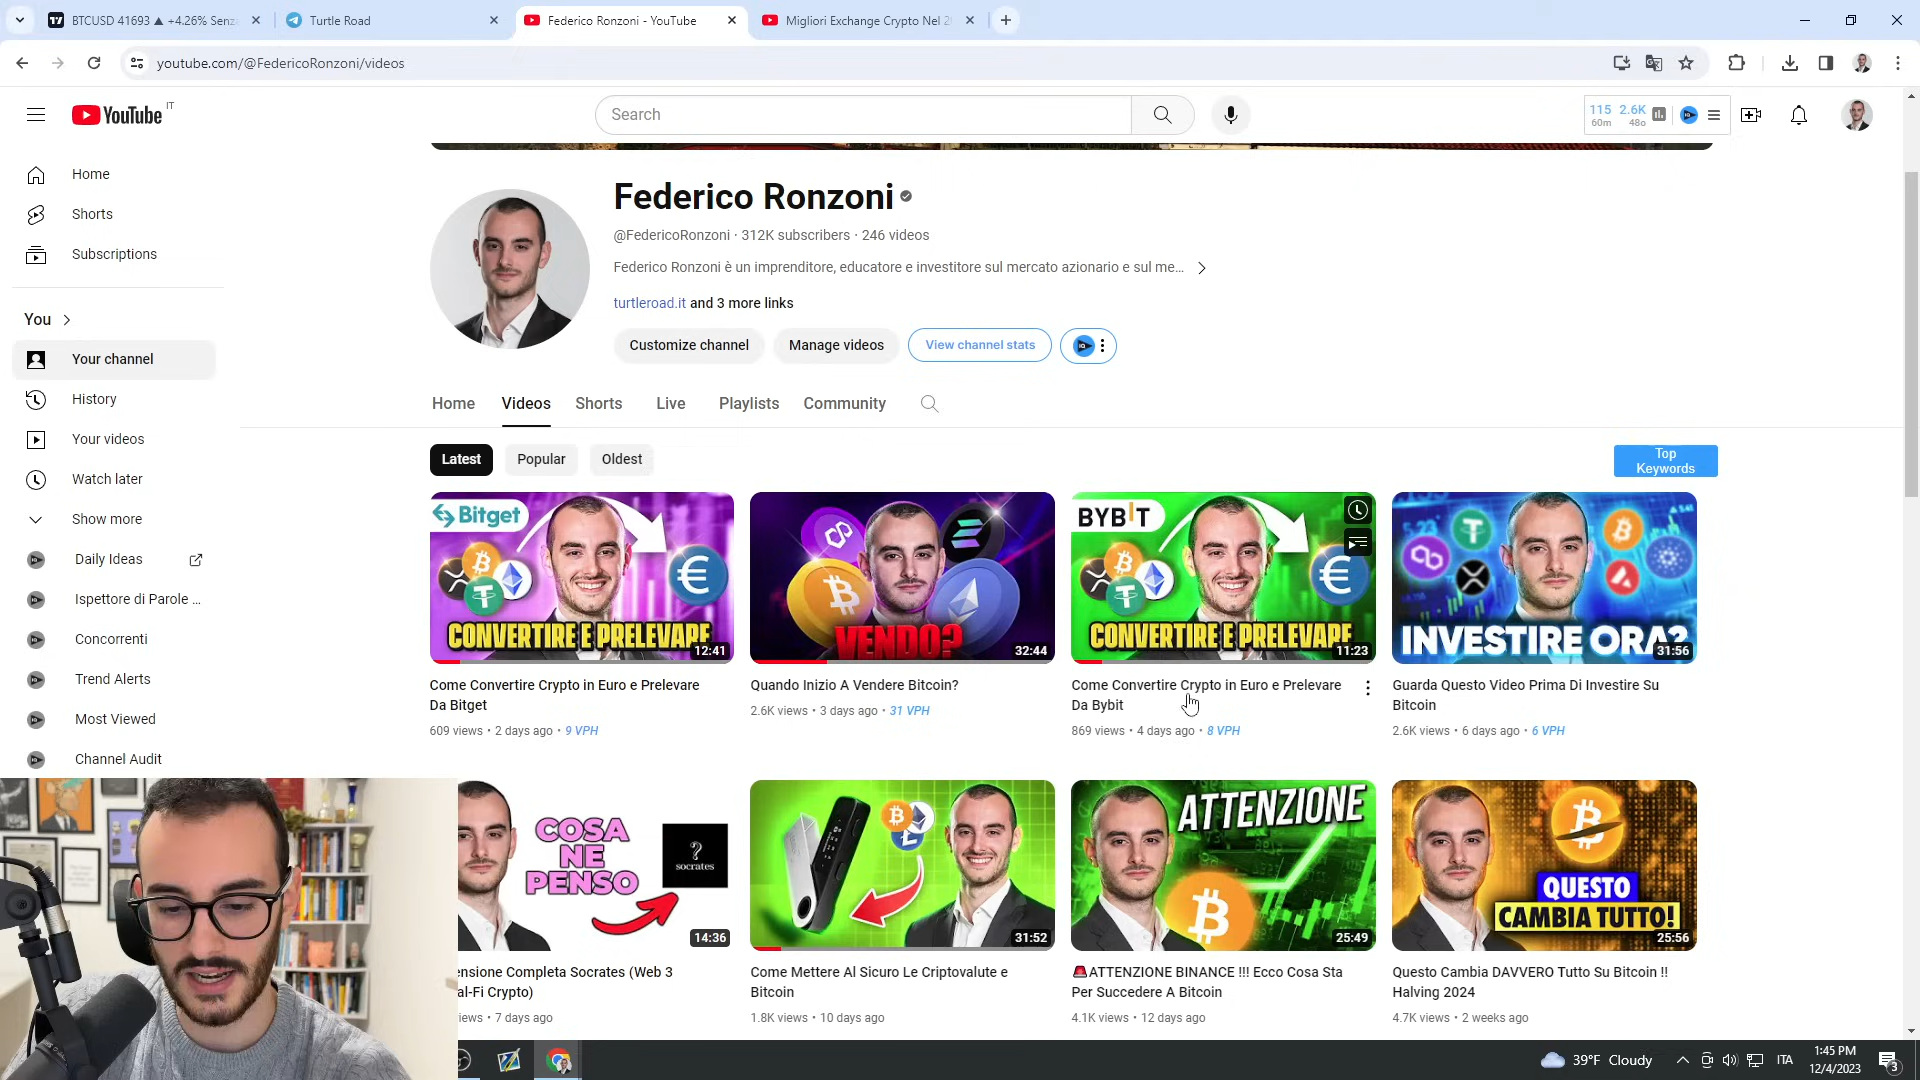 BTCUSD 41693 ▲ +4.26% Senz
Turtle Road
Federico Ronzoni - YouTube
Migliori Exchange Crypto Nel 2
youtube.com/@FedericoRonzoni/videos
YouTube IT
Search
115 2.6K
60m 48o
Home
Shorts
Subscriptions
You
Your channel
History
Your videos
Watch later
Show more
Daily Ideas
Ispettore di Parole ...
Concorrenti
Trend Alerts
Most Viewed
Channel Audit
Federico Ronzoni
@FedericoRonzoni · 312K subscribers · 246 videos
Federico Ronzoni è un imprenditore, educatore e investitore sul mercato azionario e sul me...
turtleroad.it and 3 more links
Customize channel
Manage videos
View channel stats
Home Videos Shorts Live Playlists Community
Latest Popular Oldest
Top
Keywords
Bitget
CONVERTIRE E PRELEVARE
12:41
Come Convertire Crypto in Euro e Prelevare
Da Bitget
609 views • 2 days ago • 9 VPH
VENDO?
32:44
Quando Inizio A Vendere Bitcoin?
2.6K views • 3 days ago • 31 VPH
BYBIT
CONVERTIRE E PRELEVARE
11:23
Come Convertire Crypto in Euro e Prelevare
Da Bybit
869 views • 4 days ago • 8 VPH
INVESTIRE ORA?
31:56
Guarda Questo Video Prima Di Investire Su
Bitcoin
2.6K views • 6 days ago • 6 VPH
COSA
NE
PENSO
?
socrates
14:36
ensione Completa Socrates (Web 3
al-Fi Crypto)
iews • 7 days ago
31:52
Come Mettere Al Sicuro Le Criptovalute e
Bitcoin
1.8K views • 10 days ago
ATTENZIONE
25:49
🚨ATTENZIONE BINANCE !!! Ecco Cosa Sta
Per Succedere A Bitcoin
4.1K views • 12 days ago
QUESTO
CAMBIA TUTTO!
25:56
Questo Cambia DAVVERO Tutto Su Bitcoin !!
Halving 2024
4.7K views • 2 weeks ago
39°F Cloudy
ITA
1:45 PM
12/4/2023
3